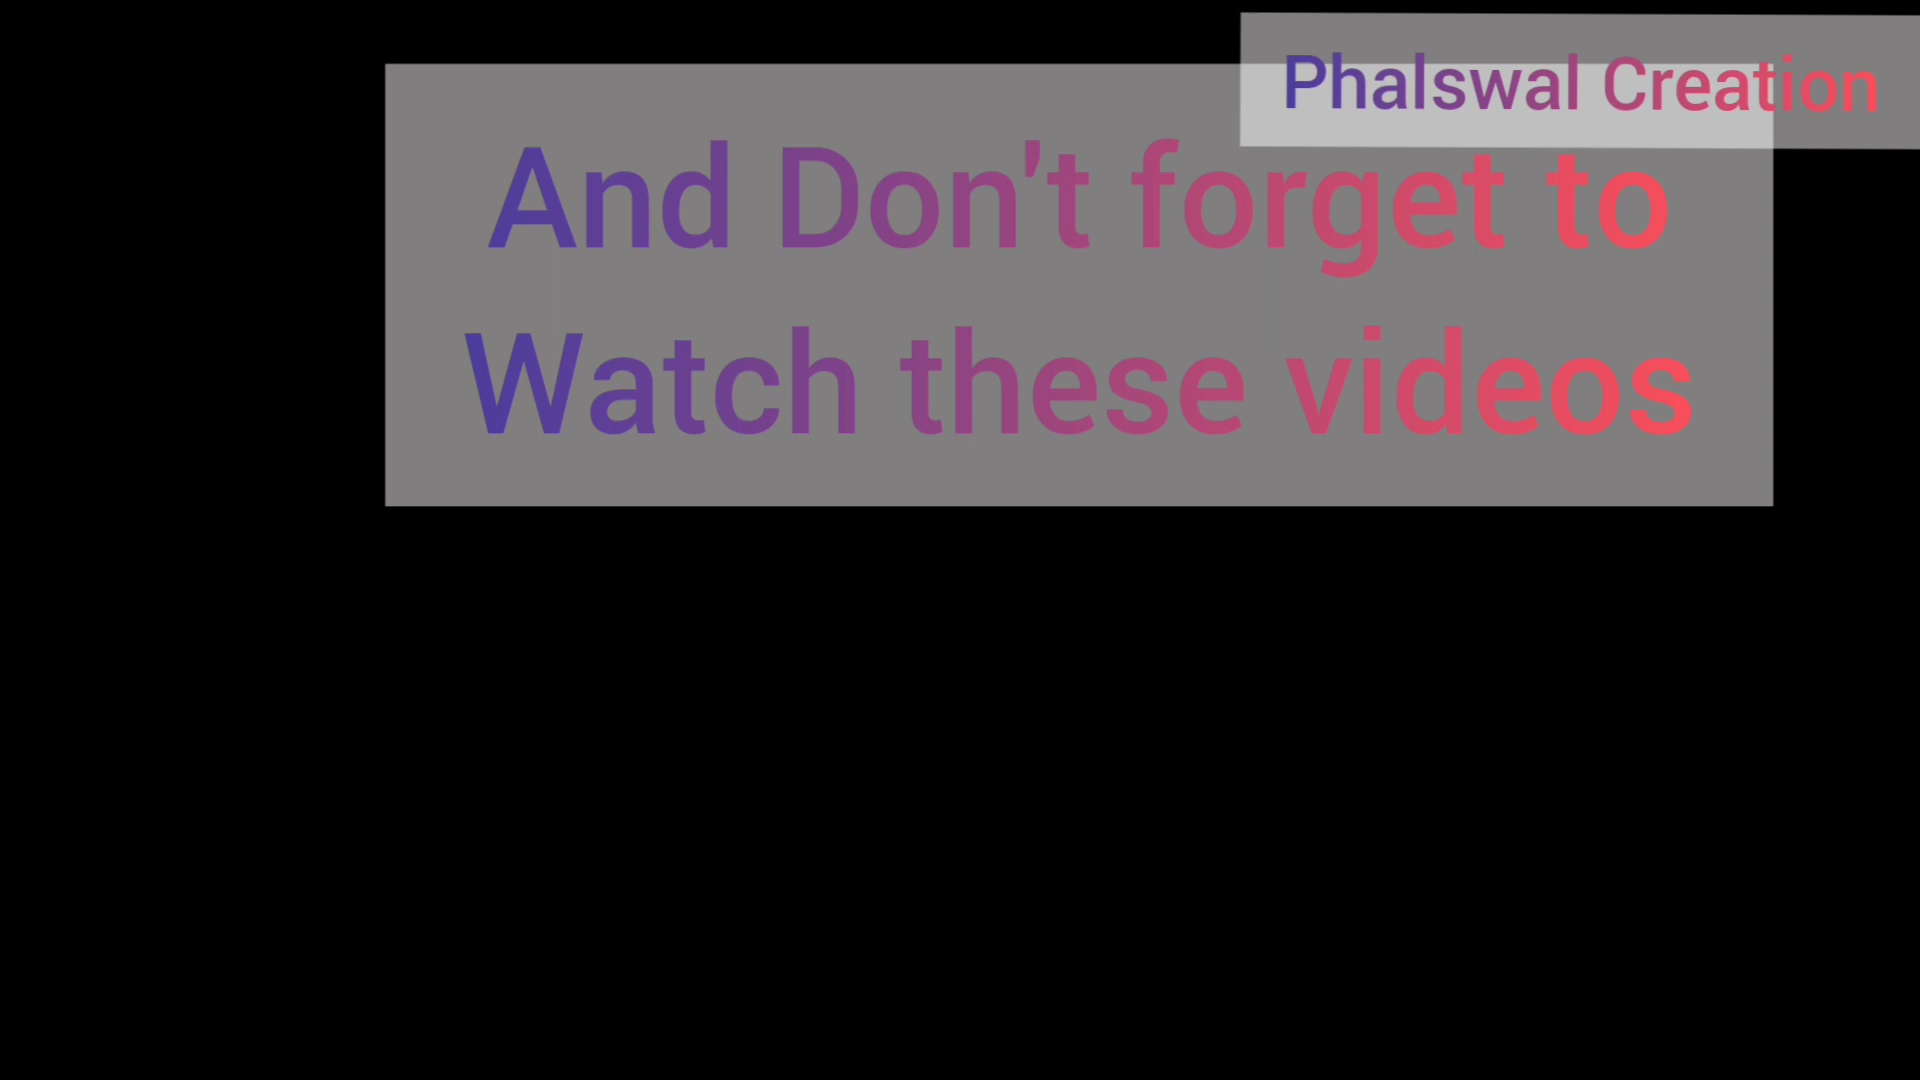 Phalswal Creation
And Don't forget to
Watch these videos